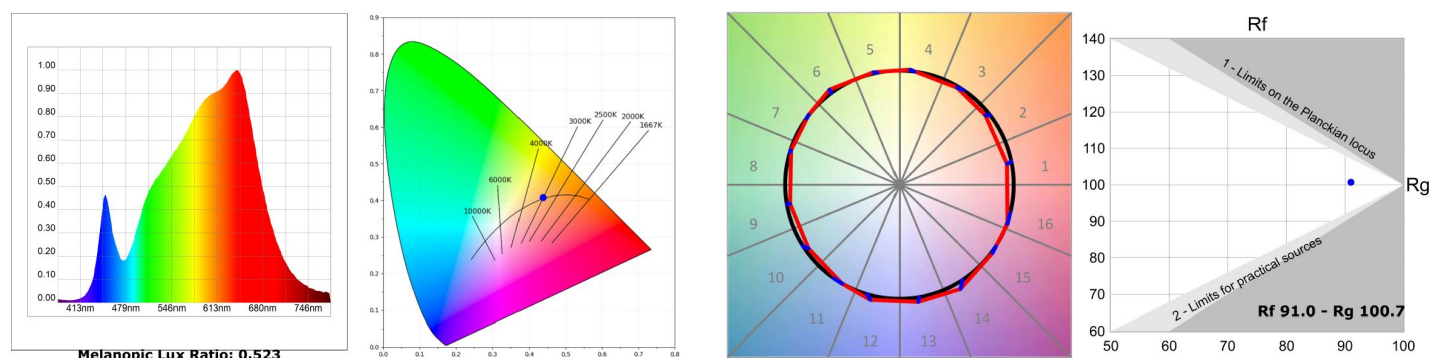 1.00
0.90
0.80
0.70
0.60
0.50
0.40
0.30
0.20
0.10
0.00
413nm 479nm 546nm 613nm 680nm 746nm
Melanopic Lux Ratio: 0.523
0.9
0.8
0.7
0.6
0.5
0.4
0.3
0.2
0.1
0.0
0.0 0.1 0.2 0.3 0.4 0.5 0.6 0.7 0.8
10000K
6000K
4000K
3000K
2500K
2000K
1667K
1
2
3
4
5
6
7
8
9
10
11
12
13
14
15
16
Rf
140
130
120
110
100
90
80
70
60
50 60 70 80 90 100
Rg
1 - Limits on the Planckian locus
2 - Limits for practical sources
Rf 91.0 - Rg 100.7